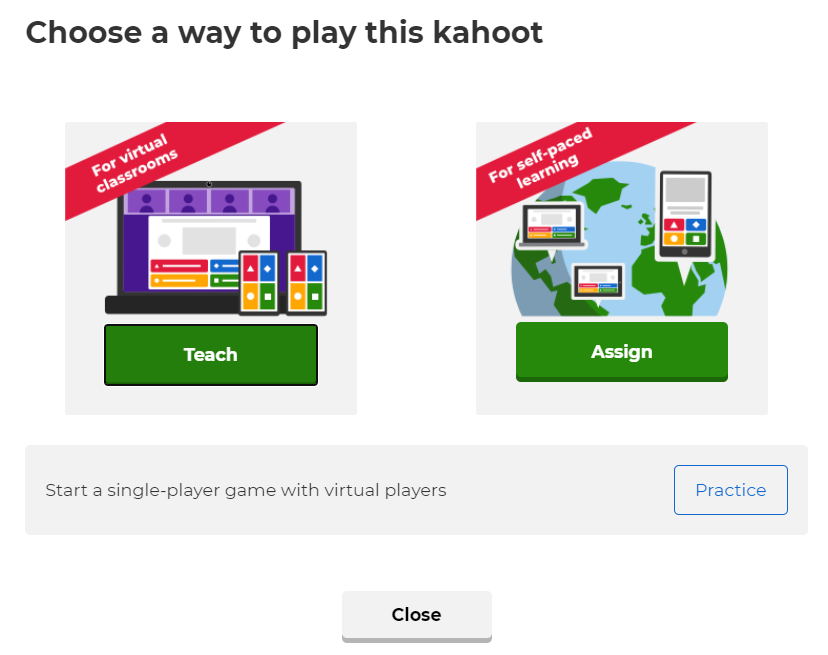 Choose a way to play this kahoot
For virtual
classrooms
For self-paced
learning
Teach
Assign
Start a single-player game with virtual players
Practice
Close